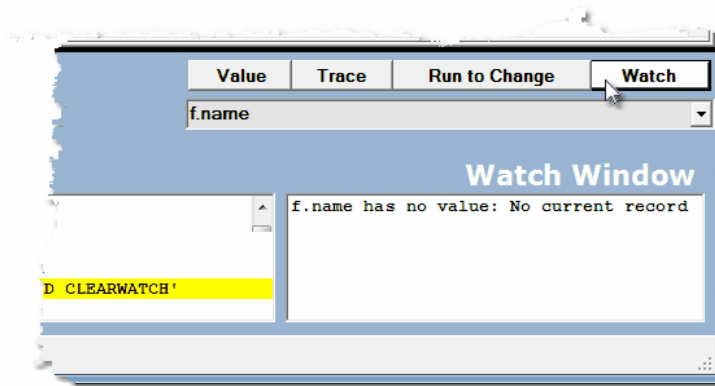 Value Trace Run to Change Watch
f.name
Watch Window
f.name has no value: No current record
D CLEARWATCH'